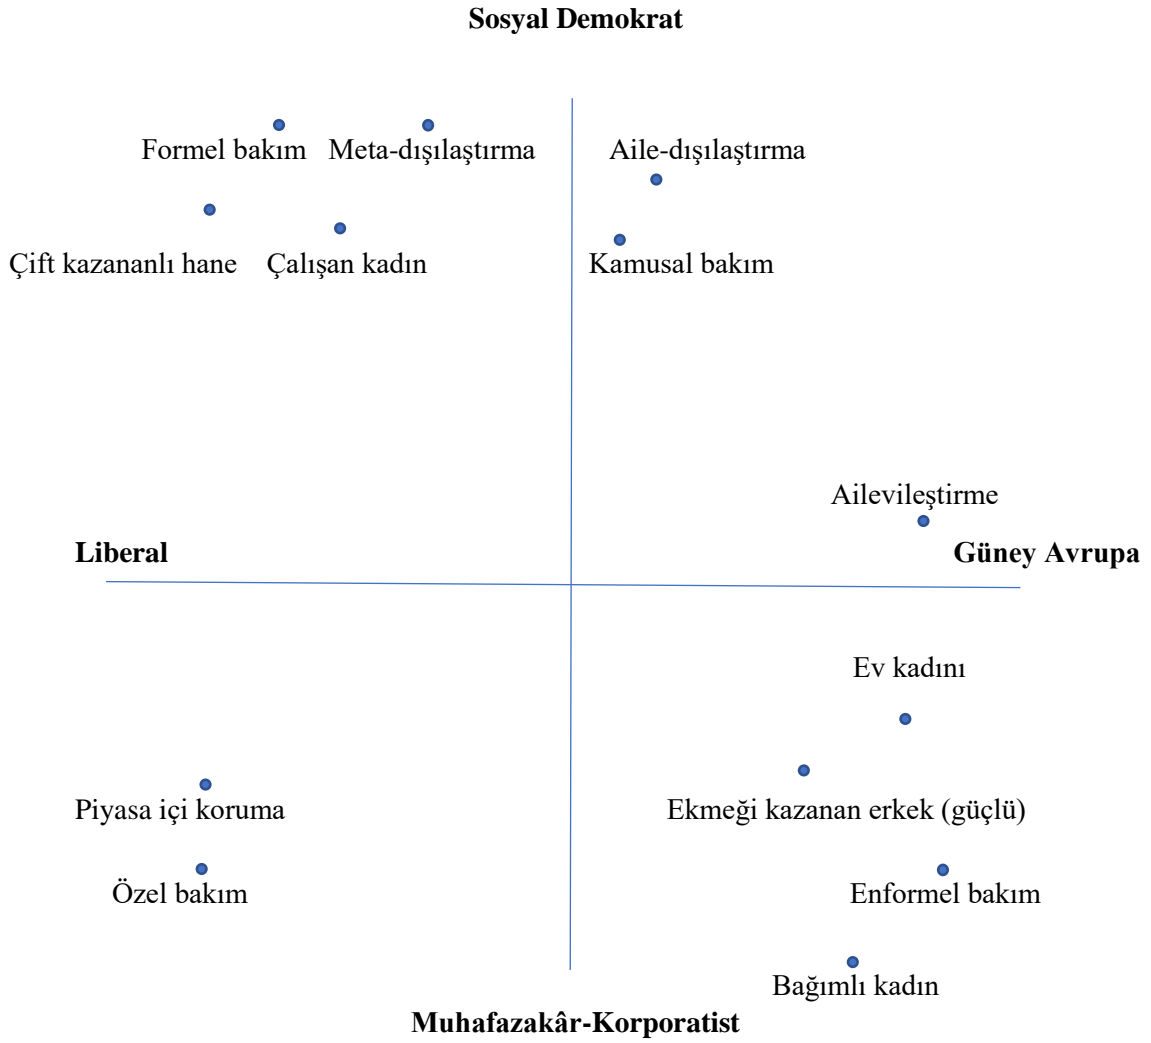 Sosyal Demokrat
Formel bakım
Meta-dışılaştırma
Aile-dışılaştırma
Çift kazananlı hane
Çalışan kadın
Kamusal bakım
Ailevileştirme
Liberal
Güney Avrupa
Ev kadını
Piyasa içi koruma
Ekmeği kazanan erkek (güçlü)
Özel bakım
Enformel bakım
Bağımlı kadın
Muhafazakâr-Korporatist